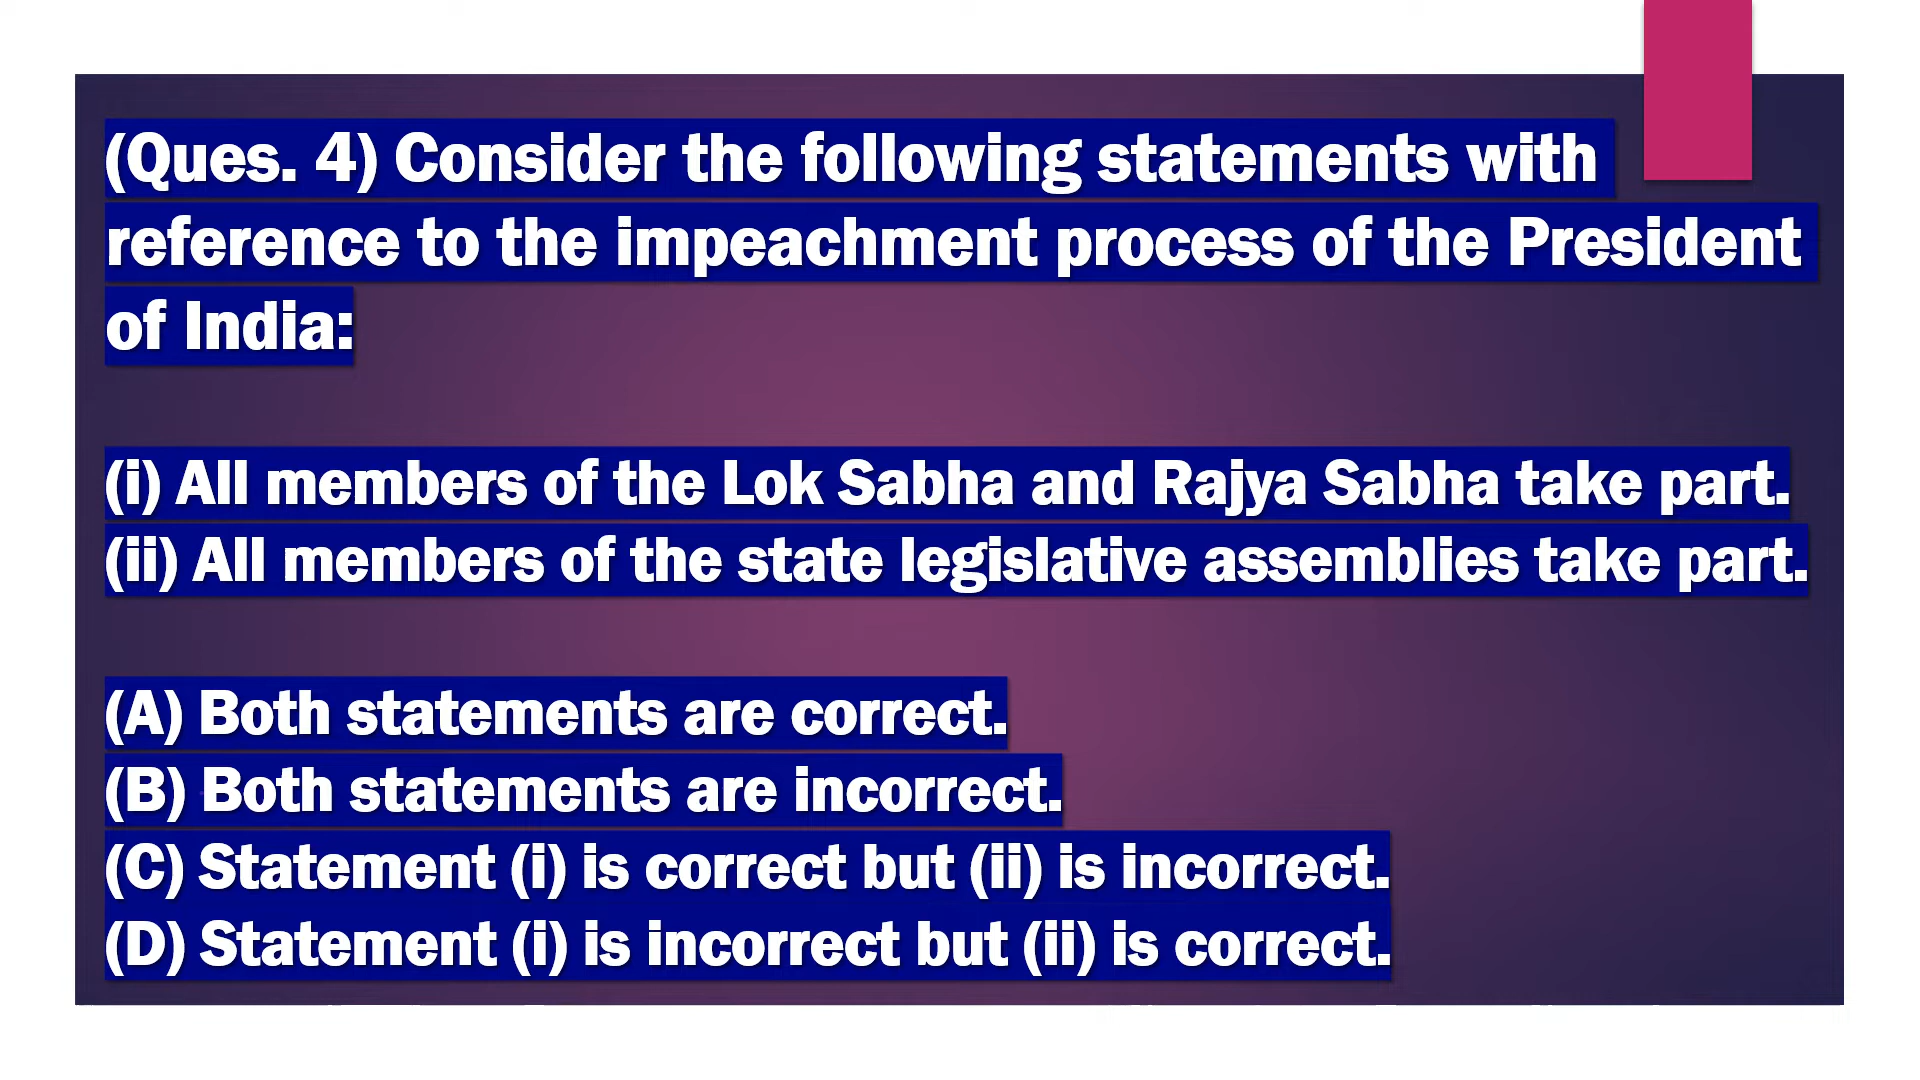 (Ques. 4) Consider the following statements with
reference to the impeachment process of the President
of India:
(i) All members of the Lok Sabha and Rajya Sabha take part.
(ii) All members of the state legislative assemblies take part.
(A) Both statements are correct.
(B) Both statements are incorrect.
(C) Statement (i) is correct but (ii) is incorrect.
(D) Statement (i) is incorrect but (ii) is correct.